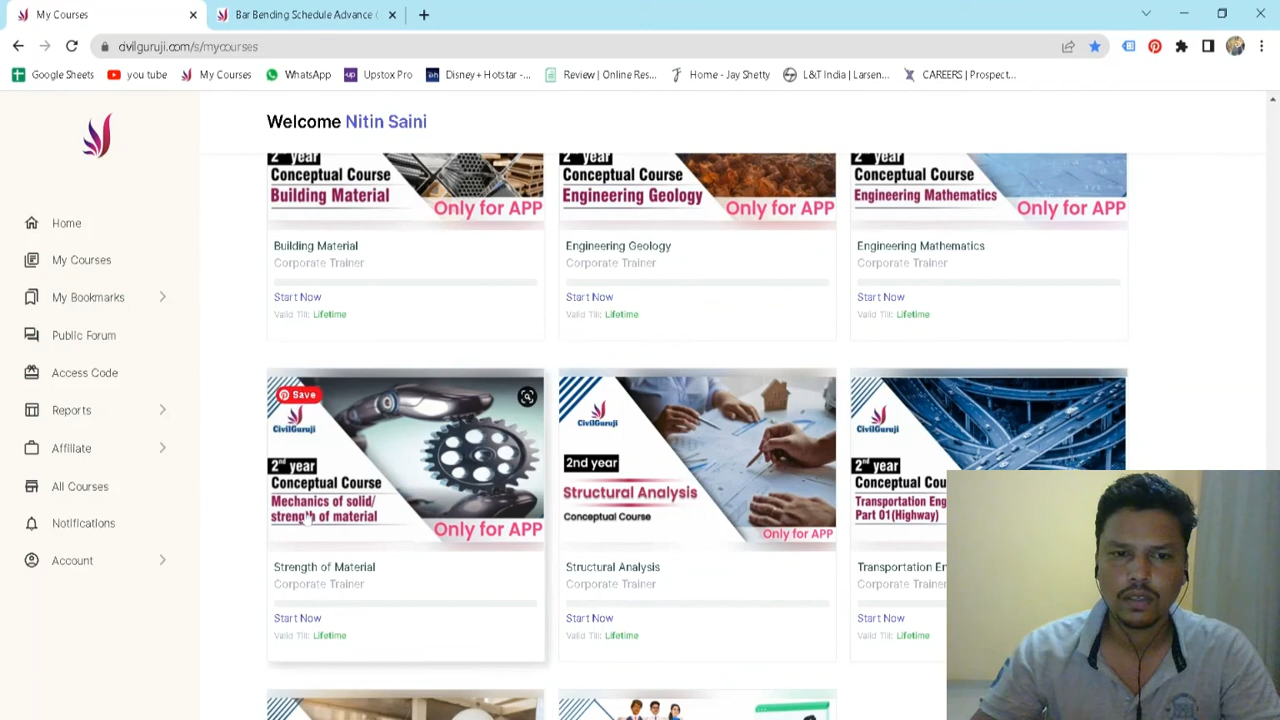 My Courses
Bar Bending Schedule Advance (
civilguruji.com/s/mycourses
Google Sheets
you tube
My Courses
WhatsApp
up
Upstox Pro
Disney+ Hotstar -...
Review | Online Res...
Home - Jay Shetty
L&T India | Larsen...
CAREERS | Prospect...
Welcome Nitin Saini
Home
My Courses
My Bookmarks
Public Forum
Access Code
Reports
Affiliate
All Courses
Notifications
Account
2nd year
Conceptual Course
Building Material
Only for APP
Building Material
Corporate Trainer
Start Now
Valid Till: Lifetime
2nd year
Conceptual Course
Engineering Geology
Only for APP
Engineering Geology
Corporate Trainer
Start Now
Valid Till: Lifetime
2nd year
Conceptual Course
Engineering Mathematics
Only for APP
Engineering Mathematics
Corporate Trainer
Start Now
Valid Till: Lifetime
Save
CivilGuruji
2nd year
Conceptual Course
Mechanics of solid/
strength of material
Only for APP
Strength of Material
Corporate Trainer
Start Now
Valid Till: Lifetime
CivilGuruji
2nd year
Structural Analysis
Conceptual Course
Only for APP
Structural Analysis
Corporate Trainer
Start Now
Valid Till: Lifetime
CivilGuruji
2nd year
Conceptual Cou
Transportation Eng
Part 01(Highway)
Transportation En
Corporate Trainer
Start Now
Valid Till: Lifetime